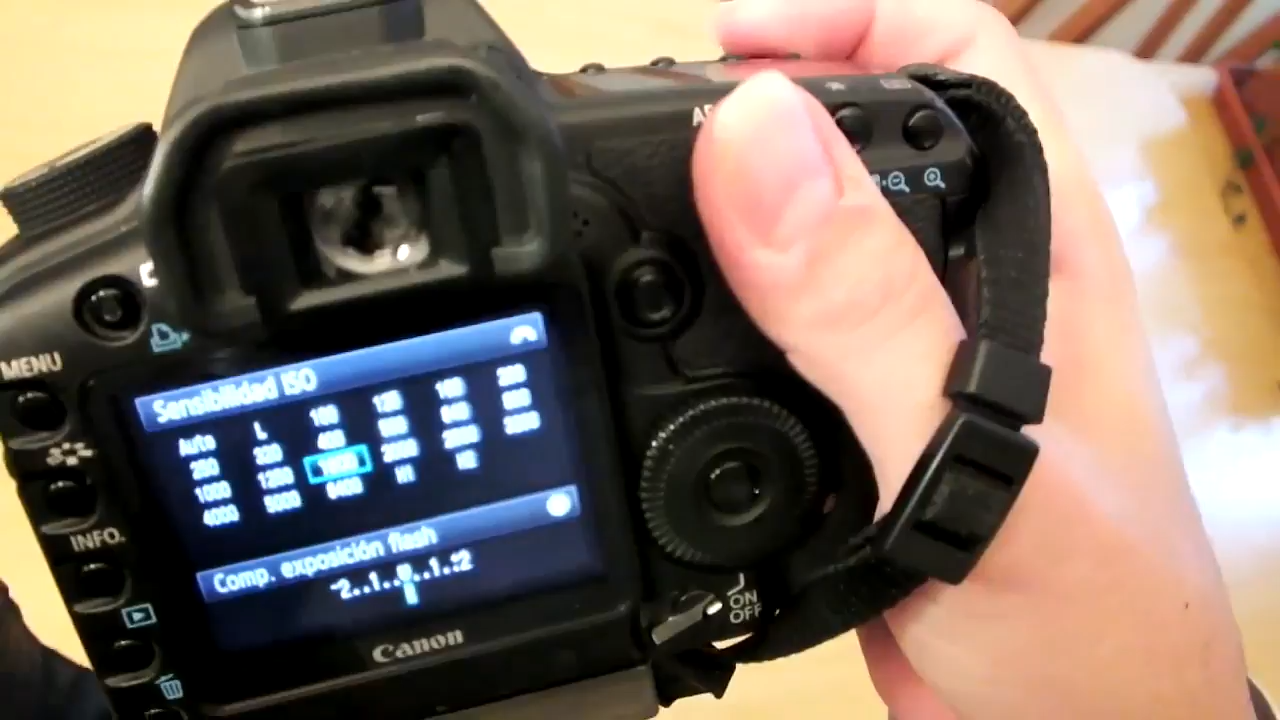 MENU
INFO.
Sensibilidad ISO
Auto L 100 125 160 200
250 320 400 500 640 800
1000 1250 1600 2000 2500 3200
4000 5000 6400 H1 H2
Comp. exposición flash
-2..1..0..1.:2
Canon
ON
OFF